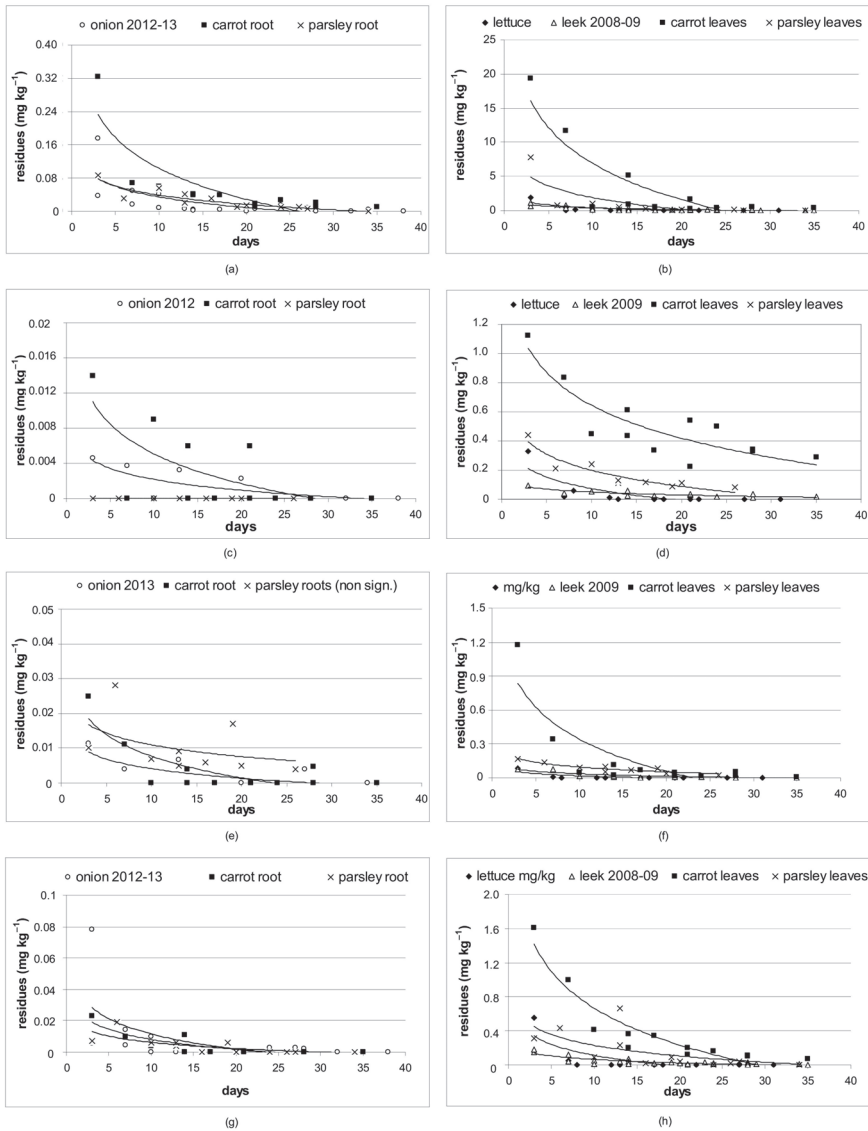 ○ onion 2012-13 ■ carrot root × parsley root
residues (mg kg⁻¹)
0.40
0.32
0.24
0.16
0.08
0
0 5 10 15 20 25 30 35 40
days
(a)
◆ lettuce △ leek 2008-09 ■ carrot leaves × parsley leaves
residues (mg kg⁻¹)
25
20
15
10
5
0
0 5 10 15 20 25 30 35 40
days
(b)
○ onion 2012 ■ carrot root × parsley root
residues (mg kg⁻¹)
0.02
0.016
0.012
0.008
0.004
0
0 5 10 15 20 25 30 35 40
days
(c)
◆ lettuce △ leek 2009 ■ carrot leaves × parsley leaves
residues (mg kg⁻¹)
1.2
1.0
0.8
0.6
0.4
0.2
0
0 5 10 15 20 25 30 35 40
days
(d)
○ onion 2013 ■ carrot root × parsley roots (non sign.)
residues (mg kg⁻¹)
0.05
0.04
0.03
0.02
0.01
0
0 5 10 15 20 25 30 35 40
days
(e)
◆ mg/kg △ leek 2009 ■ carrot leaves × parsley leaves
residues (mg kg⁻¹)
1.5
1.2
0.9
0.6
0.3
0
0 5 10 15 20 25 30 35 40
days
(f)
○ onion 2012-13 ■ carrot root × parsley root
residues (mg kg⁻¹)
0.1
0.08
0.06
0.04
0.02
0
0 5 10 15 20 25 30 35 40
days
(g)
◆ lettuce mg/kg △ leek 2008-09 ■ carrot leaves × parsley leaves
residues (mg kg⁻¹)
2.0
1.6
1.2
0.8
0.4
0
0 5 10 15 20 25 30 35 40
days
(h)